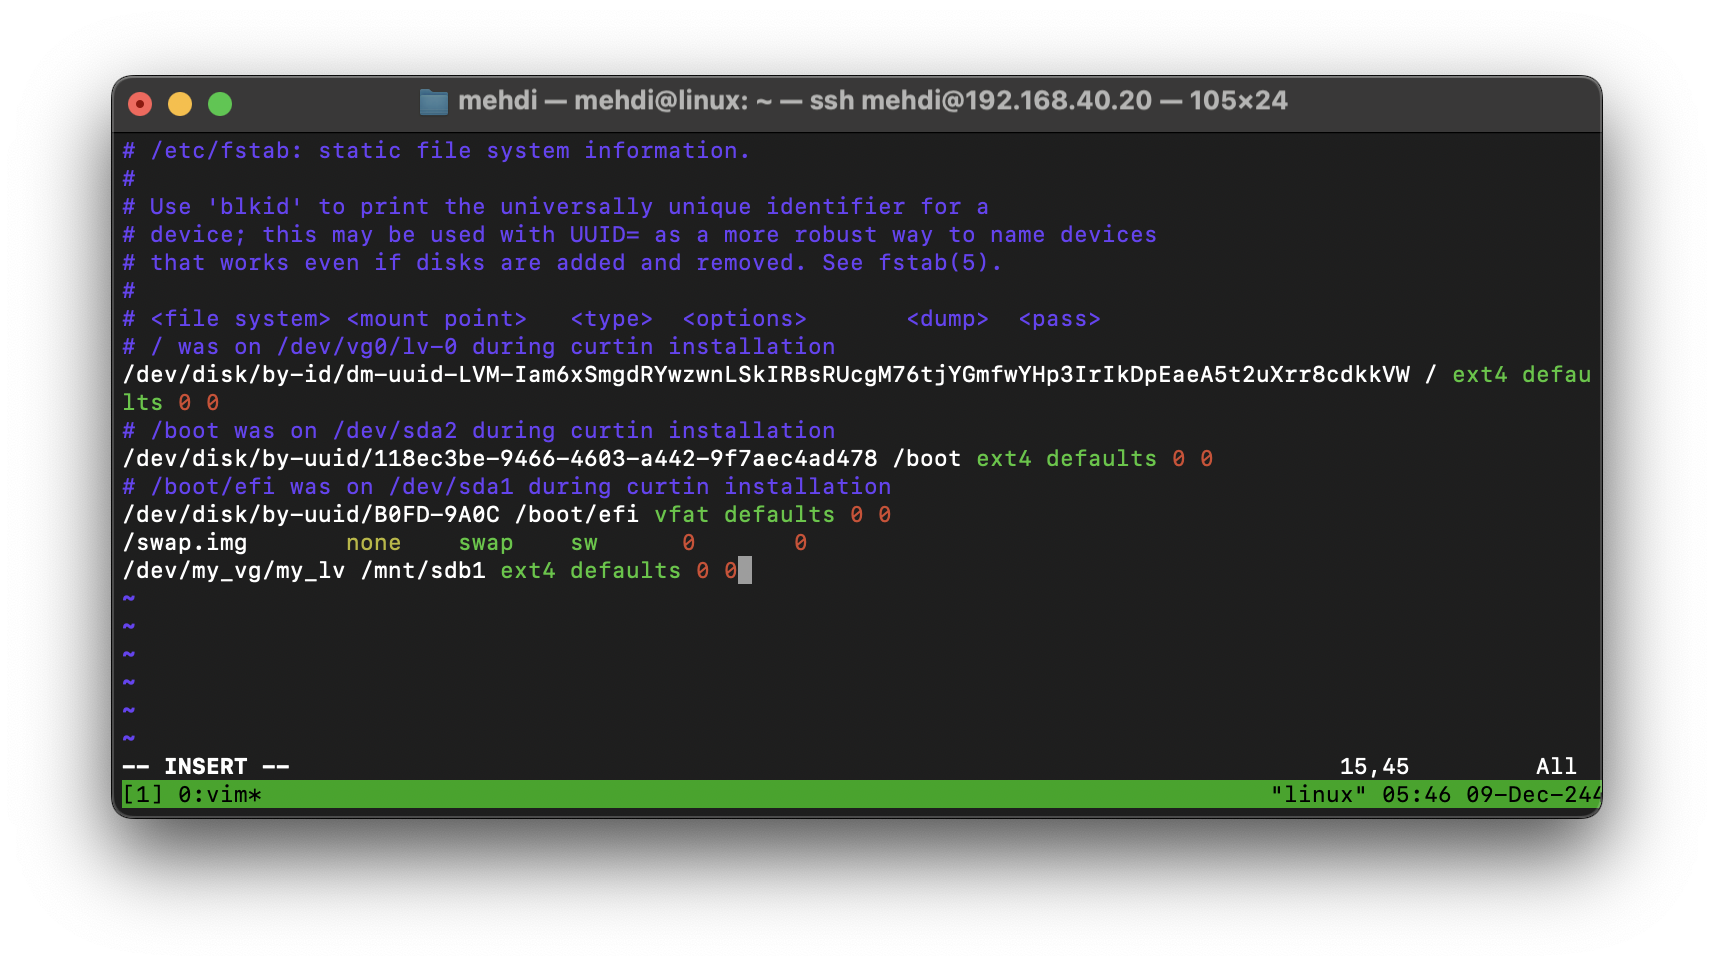 mehdi — mehdi@linux: ~ — ssh mehdi@192.168.40.20 — 105×24
# /etc/fstab: static file system information.
#
# Use 'blkid' to print the universally unique identifier for a
# device; this may be used with UUID= as a more robust way to name devices
# that works even if disks are added and removed. See fstab(5).
#
# <file system> <mount point>   <type>  <options>       <dump>  <pass>
# / was on /dev/vg0/lv-0 during curtin installation
/dev/disk/by-id/dm-uuid-LVM-Iam6xSmgdRYwzwnLSkIRBsRUcgM76tjYGmfwYHp3IrIkDpEaeA5t2uXrr8cdkkVW / ext4 defau
lts 0 0
# /boot was on /dev/sda2 during curtin installation
/dev/disk/by-uuid/118ec3be-9466-4603-a442-9f7aec4ad478 /boot ext4 defaults 0 0
# /boot/efi was on /dev/sda1 during curtin installation
/dev/disk/by-uuid/B0FD-9A0C /boot/efi vfat defaults 0 0
/swap.img       none    swap    sw      0       0
/dev/my_vg/my_lv /mnt/sdb1 ext4 defaults 0 0
~
~
~
~
~
~
-- INSERT --                                                                           15,45         All
[1] 0:vim*                                                                        "linux" 05:46 09-Dec-244